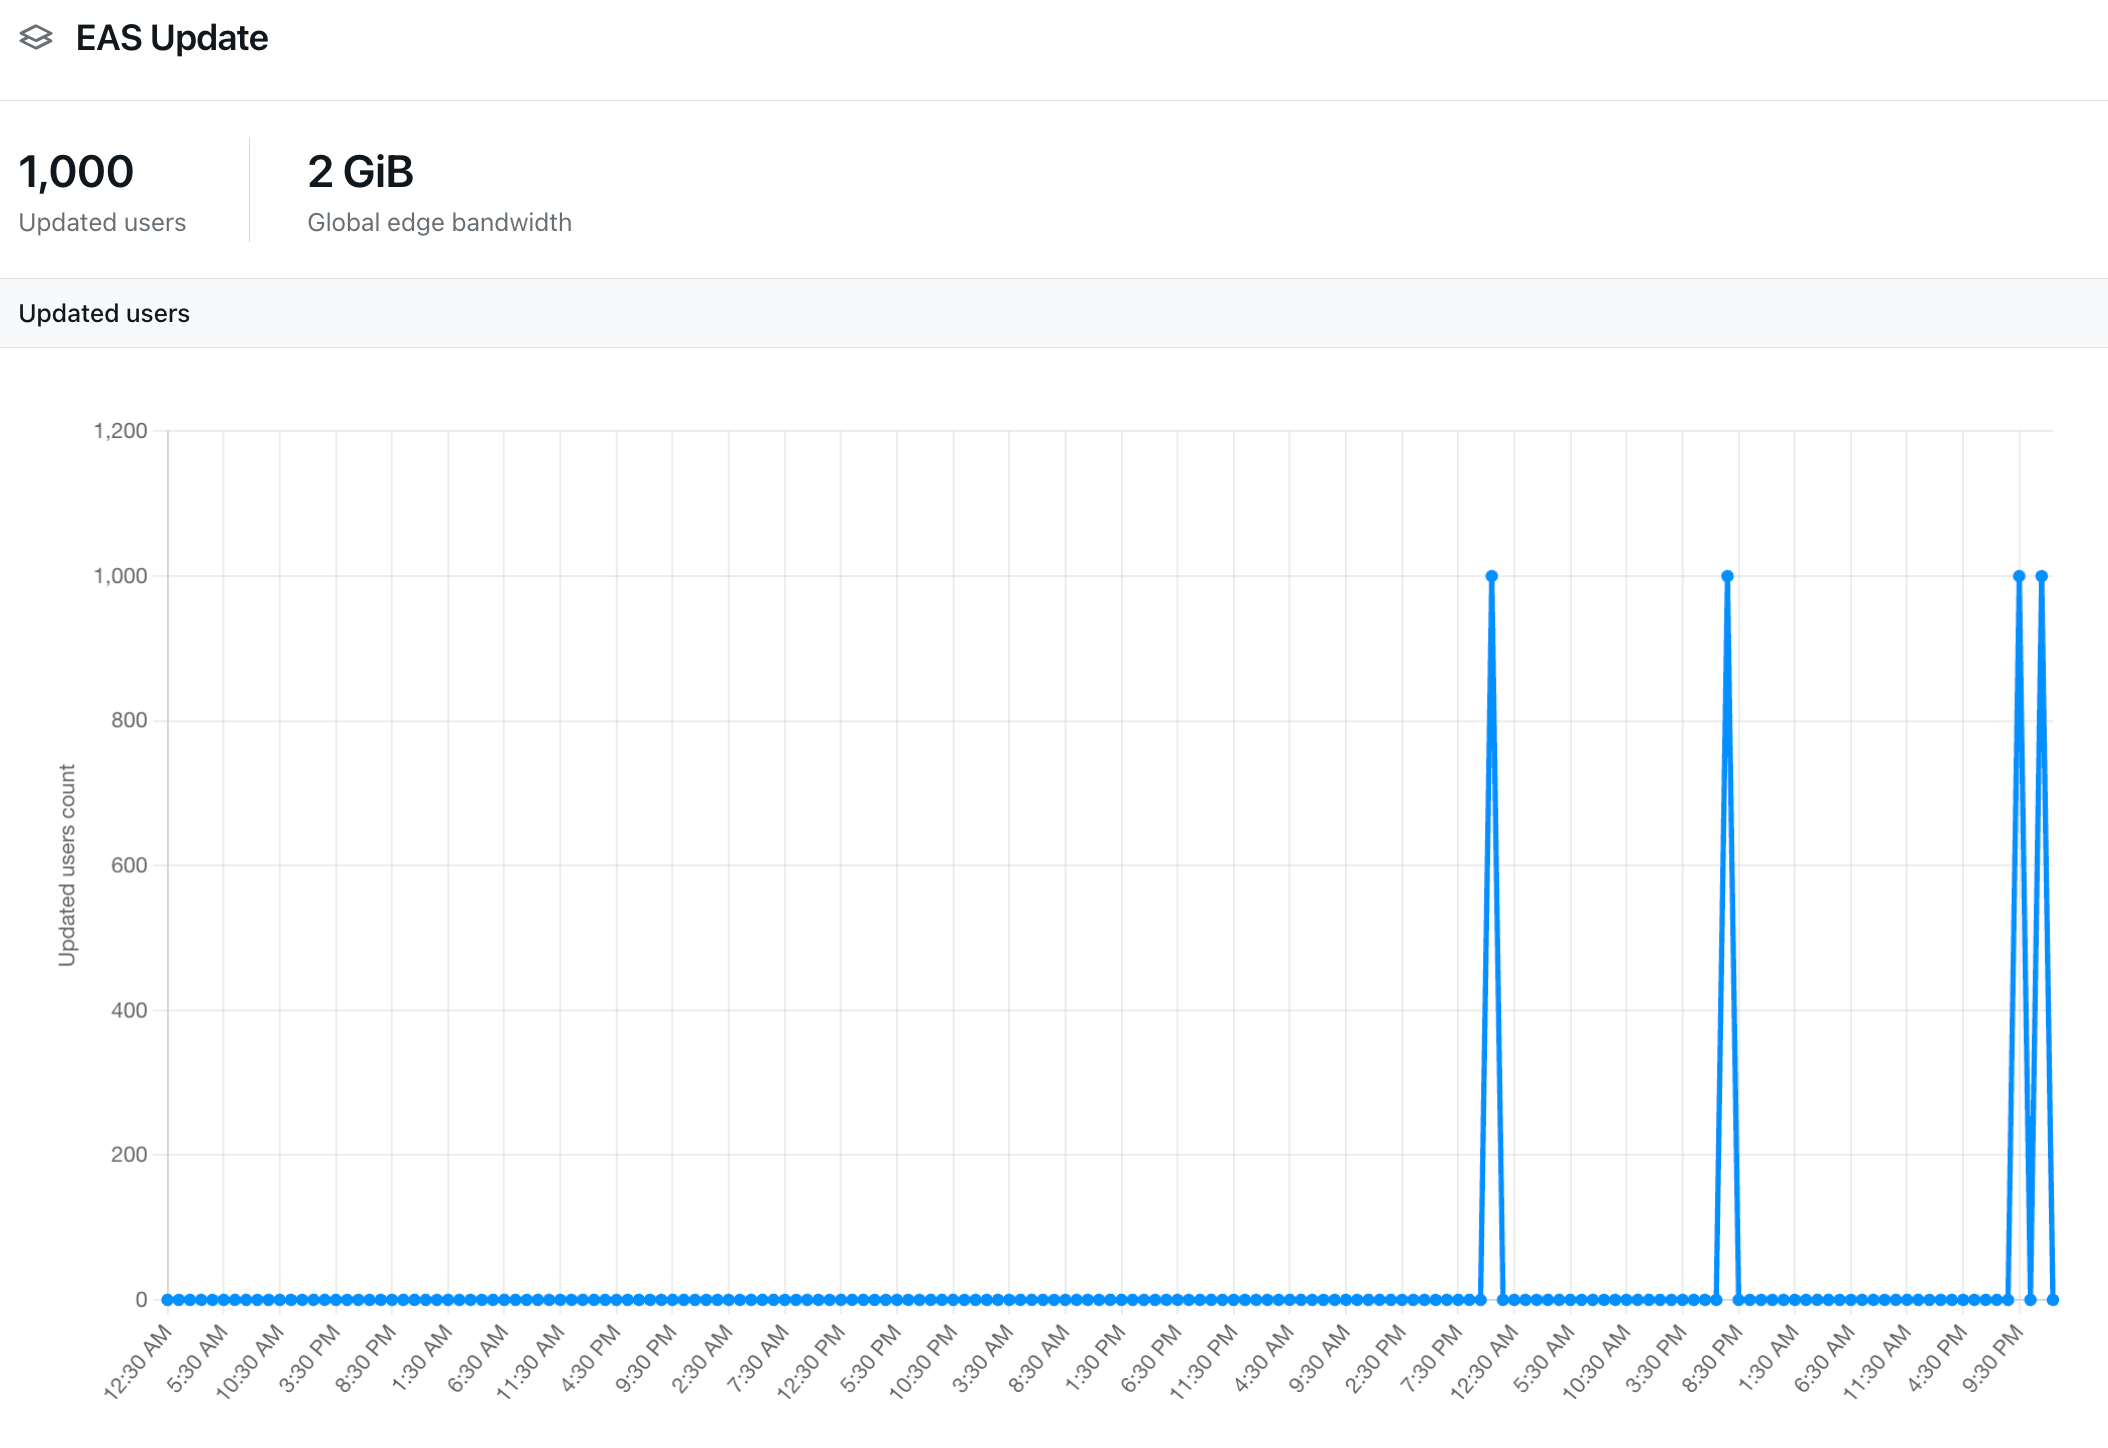 EAS Update
1,000
Updated users
2 GiB
Global edge bandwidth
Updated users
1,200
1,000
800
600
400
200
0
Updated users count
12:30 AM
5:30 AM
10:30 AM
3:30 PM
8:30 PM
1:30 AM
6:30 AM
11:30 AM
4:30 PM
9:30 PM
2:30 AM
7:30 AM
12:30 PM
5:30 PM
10:30 PM
3:30 AM
8:30 AM
1:30 PM
6:30 PM
11:30 PM
4:30 AM
9:30 AM
2:30 PM
7:30 PM
12:30 AM
5:30 AM
10:30 AM
3:30 PM
8:30 PM
1:30 AM
6:30 AM
11:30 AM
4:30 PM
9:30 PM